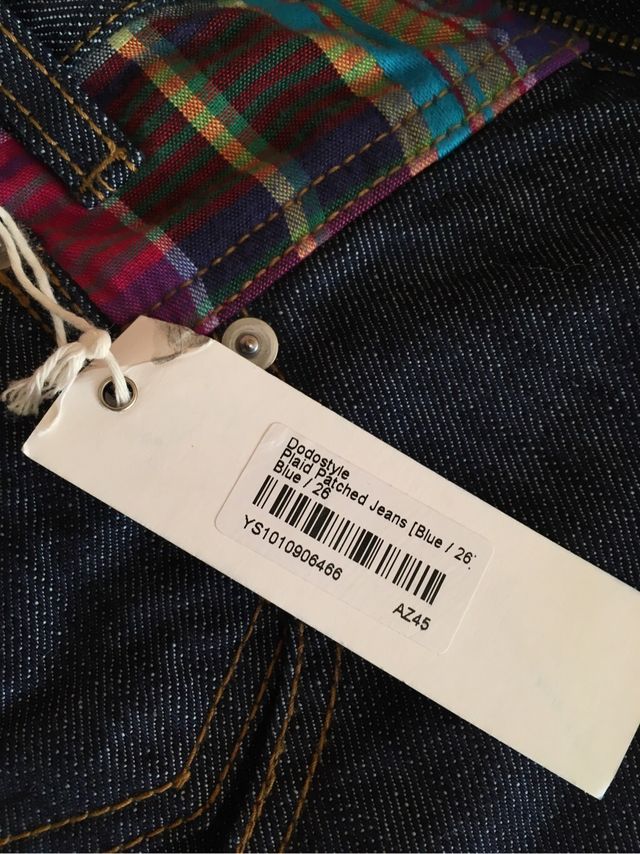 Dodostyle
Plaid Patched Jeans [Blue / 26:
Blue / 26
YS1010906466
AZ45